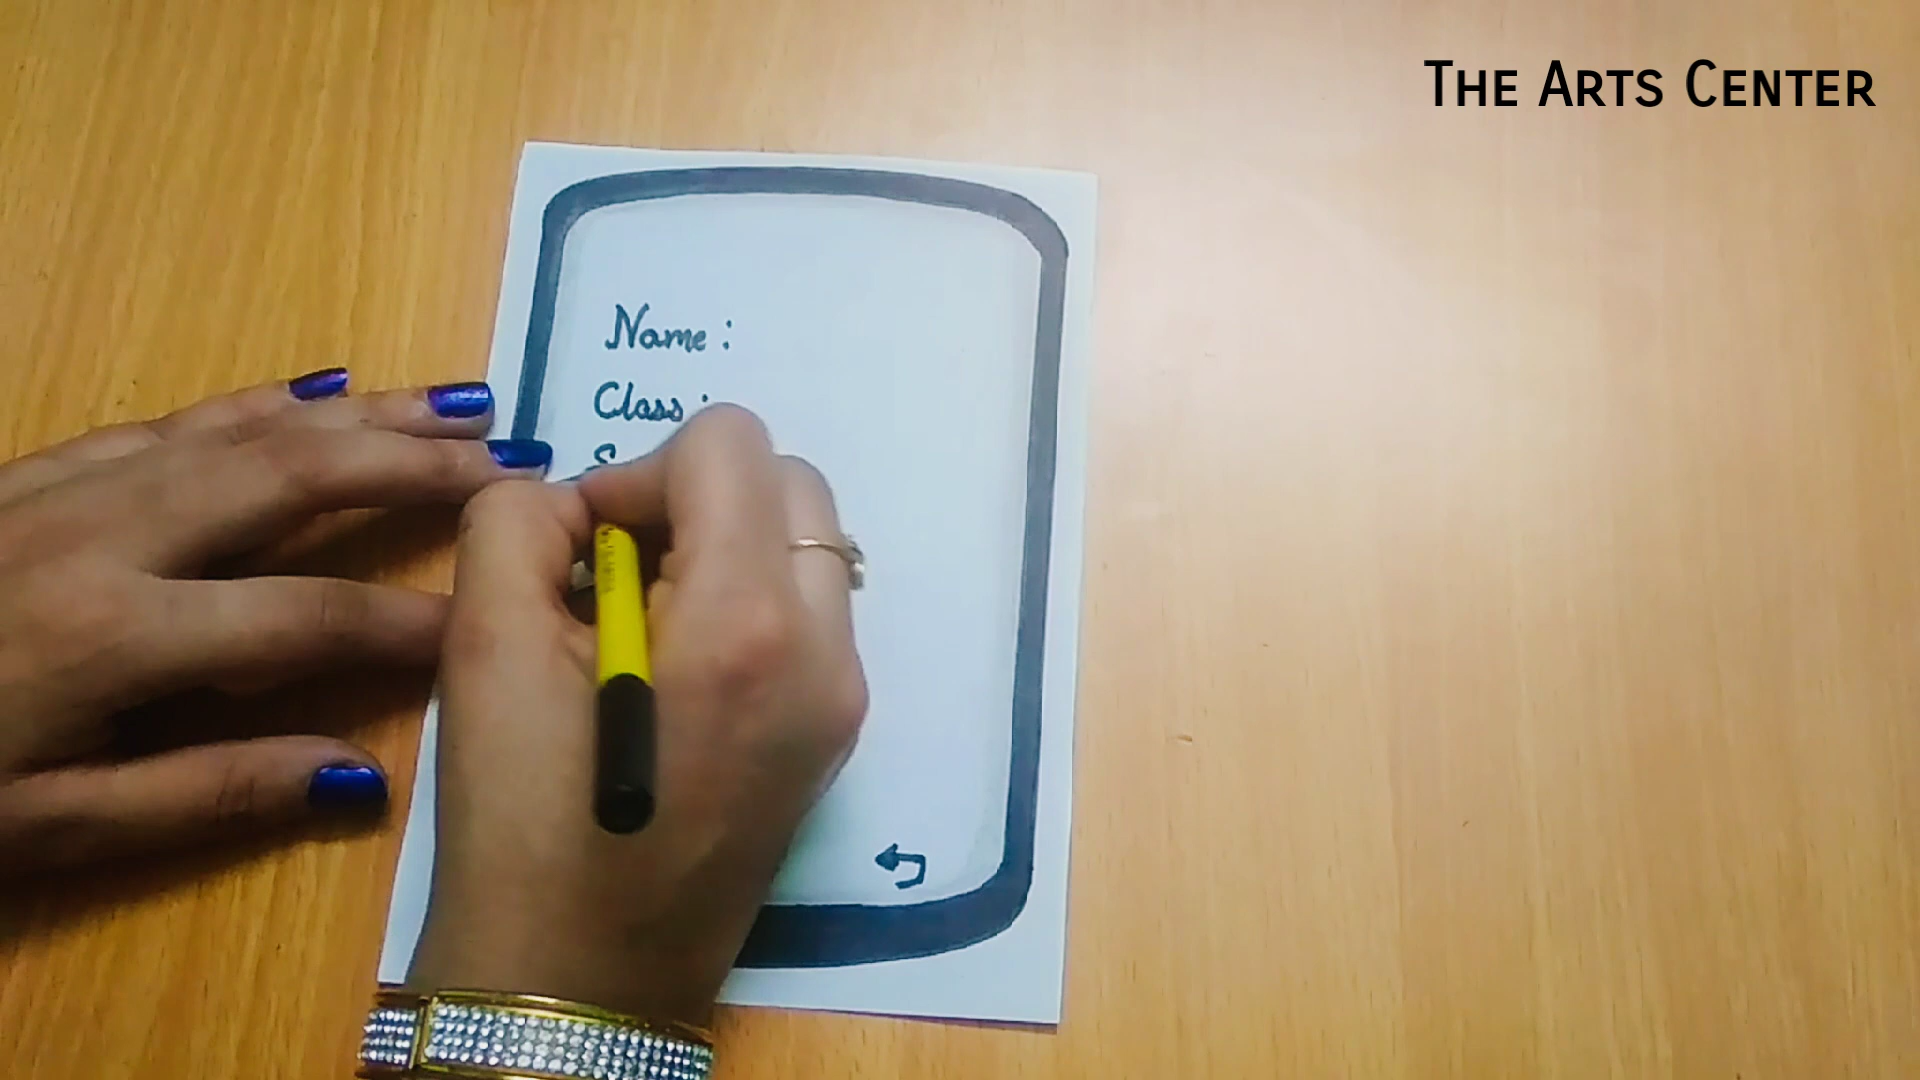 The Arts Center
Name :
Class :